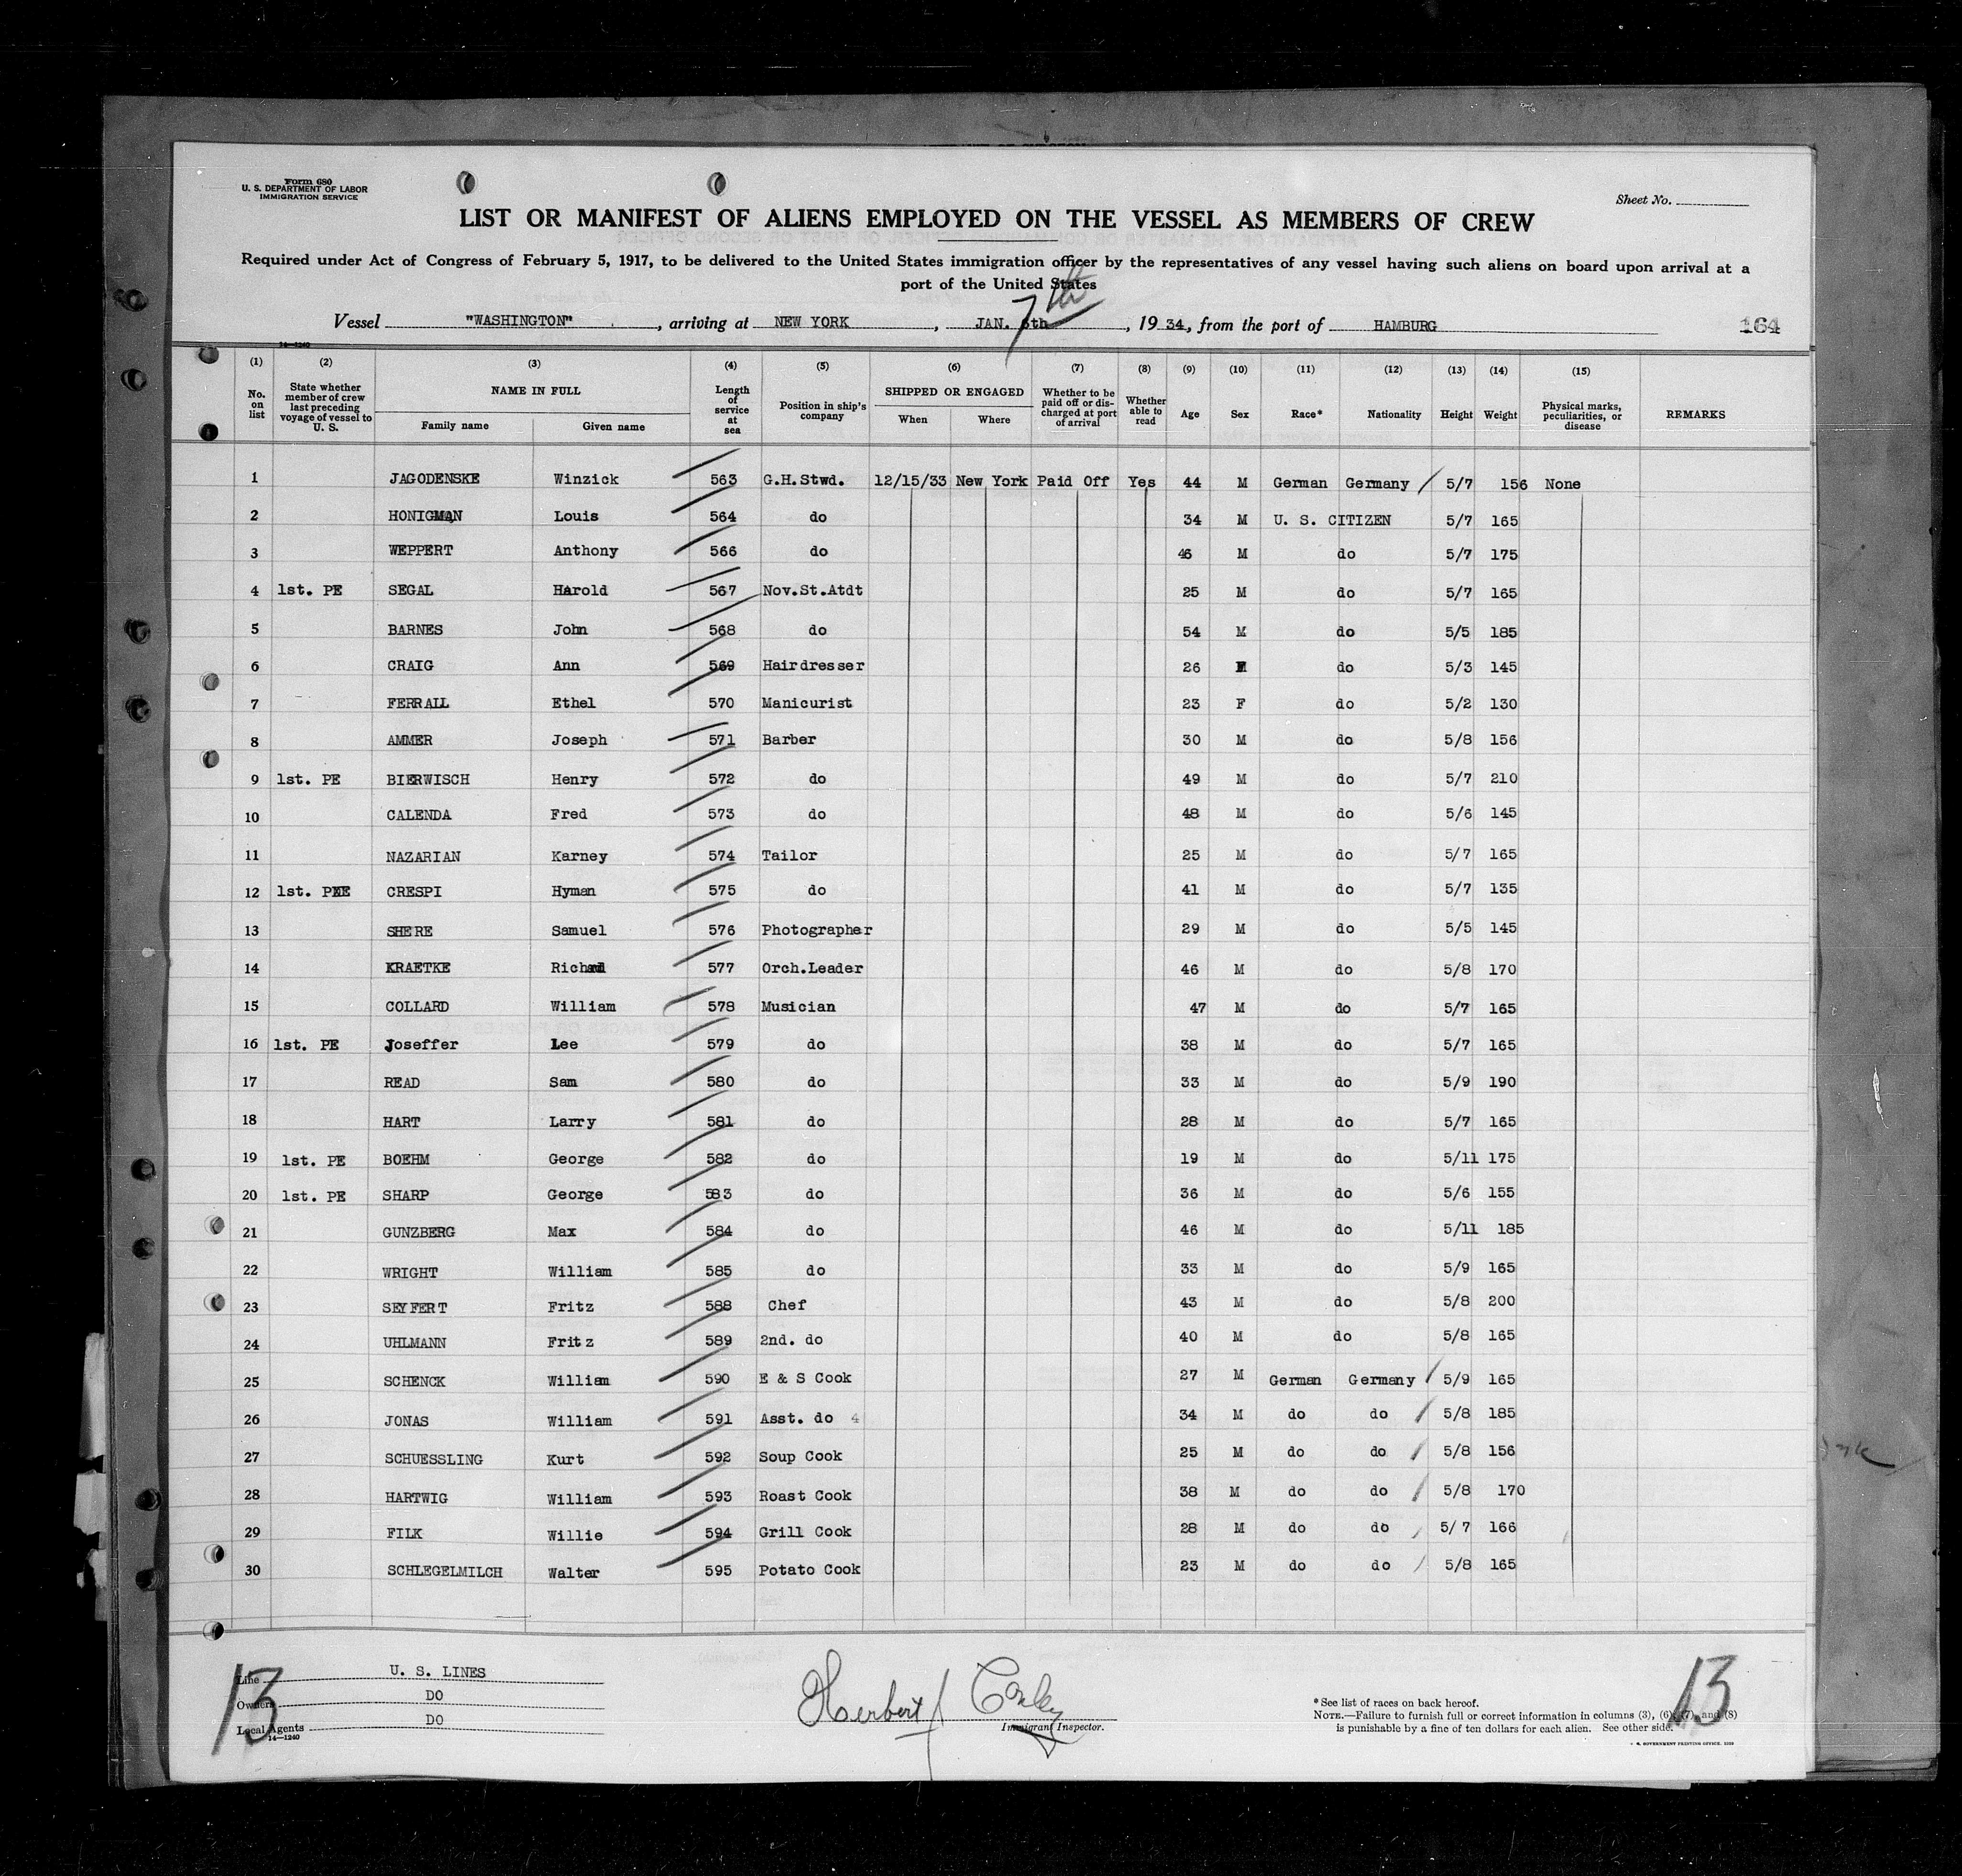 Form 680
U. S. DEPARTMENT OF LABOR
IMMIGRATION SERVICE
Sheet No.
LIST OR MANIFEST OF ALIENS EMPLOYED ON THE VESSEL AS MEMBERS OF CREW
Required under Act of Congress of February 5, 1917, to be delivered to the United States immigration officer by the representatives of any vessel having such aliens on board upon arrival at a
port of the United States
7th
Vessel "WASHINGTON", arriving at NEW YORK, JAN. 6th, 1934, from the port of HAMBURG 164
14—1240
(1) (2) (3) (4) (5) (6) (7) (8) (9) (10) (11) (12) (13) (14) (15)
No. on list State whether member of crew last preceding voyage of vessel to U. S. NAME IN FULL Family name Given name Length of service at sea Position in ship's company SHIPPED OR ENGAGED When Where Whether to be paid off or discharged at port of arrival Whether able to read Age Sex Race* Nationality Height Weight Physical marks, peculiarities, or disease REMARKS
1 JAGODENSKE Winzick 563 G.H.Stwd. 12/15/33 New York Paid Off Yes 44 M German Germany / 5/7 156 None
2 HONIGMAN Louis 564 do 34 M U. S. CITIZEN 5/7 165
3 WEPPERT Anthony 566 do 46 M do 5/7 175
4 1st. PE SEGAL Harold 567 Nov.St.Atdt 25 M do 5/7 165
5 BARNES John 568 do 54 M do 5/5 185
6 CRAIG Ann 569 Hairdresser 26 F do 5/3 145
7 FERRALL Ethel 570 Manicurist 23 F do 5/2 130
8 AMMER Joseph 571 Barber 30 M do 5/8 156
9 1st. PE BIERWISCH Henry 572 do 49 M do 5/7 210
10 CALENDA Fred 573 do 48 M do 5/6 145
11 NAZARIAN Karney 574 Tailor 25 M do 5/7 165
12 1st. PE CRESPI Hyman 575 do 41 M do 5/7 135
13 SHERE Samuel 576 Photographer 29 M do 5/5 145
14 KRAETKE Richard 577 Orch.Leader 46 M do 5/8 170
15 COLLARD William 578 Musician 47 M do 5/7 165
16 1st. PE Joseffer Lee 579 do 38 M do 5/7 165
17 READ Sam 580 do 33 M do 5/9 190
18 HART Larry 581 do 28 M do 5/7 165
19 1st. PE BOEHM George 582 do 19 M do 5/11 175
20 1st. PE SHARP George 583 do 36 M do 5/6 155
21 GUNZBERG Max 584 do 46 M do 5/11 185
22 WRIGHT William 585 do 33 M do 5/9 165
23 SEYFERT Fritz 588 Chef 43 M do 5/8 200
24 UHLMANN Fritz 589 2nd. do 40 M do 5/8 165
25 SCHENCK William 590 E & S Cook 27 M German Germany / 5/9 165
26 JONAS William 591 Asst. do 4 34 M do do / 5/8 185
27 SCHUESSLING Kurt 592 Soup Cook 25 M do do / 5/8 156
28 HARTWIG William 593 Roast Cook 38 M do do / 5/8 170
29 FILK Willie 594 Grill Cook 28 M do do / 5/7 166
30 SCHLEGELMILCH Walter 595 Potato Cook 23 M do do / 5/8 165
13
Line U. S. LINES
Owners DO
Local Agents DO
14—1240
Herbert Conley
Immigrant Inspector.
* See list of races on back hereof.
NOTE.—Failure to furnish full or correct information in columns (3), (6), (7), and (8)
is punishable by a fine of ten dollars for each alien. See other side.
U. S. GOVERNMENT PRINTING OFFICE
13